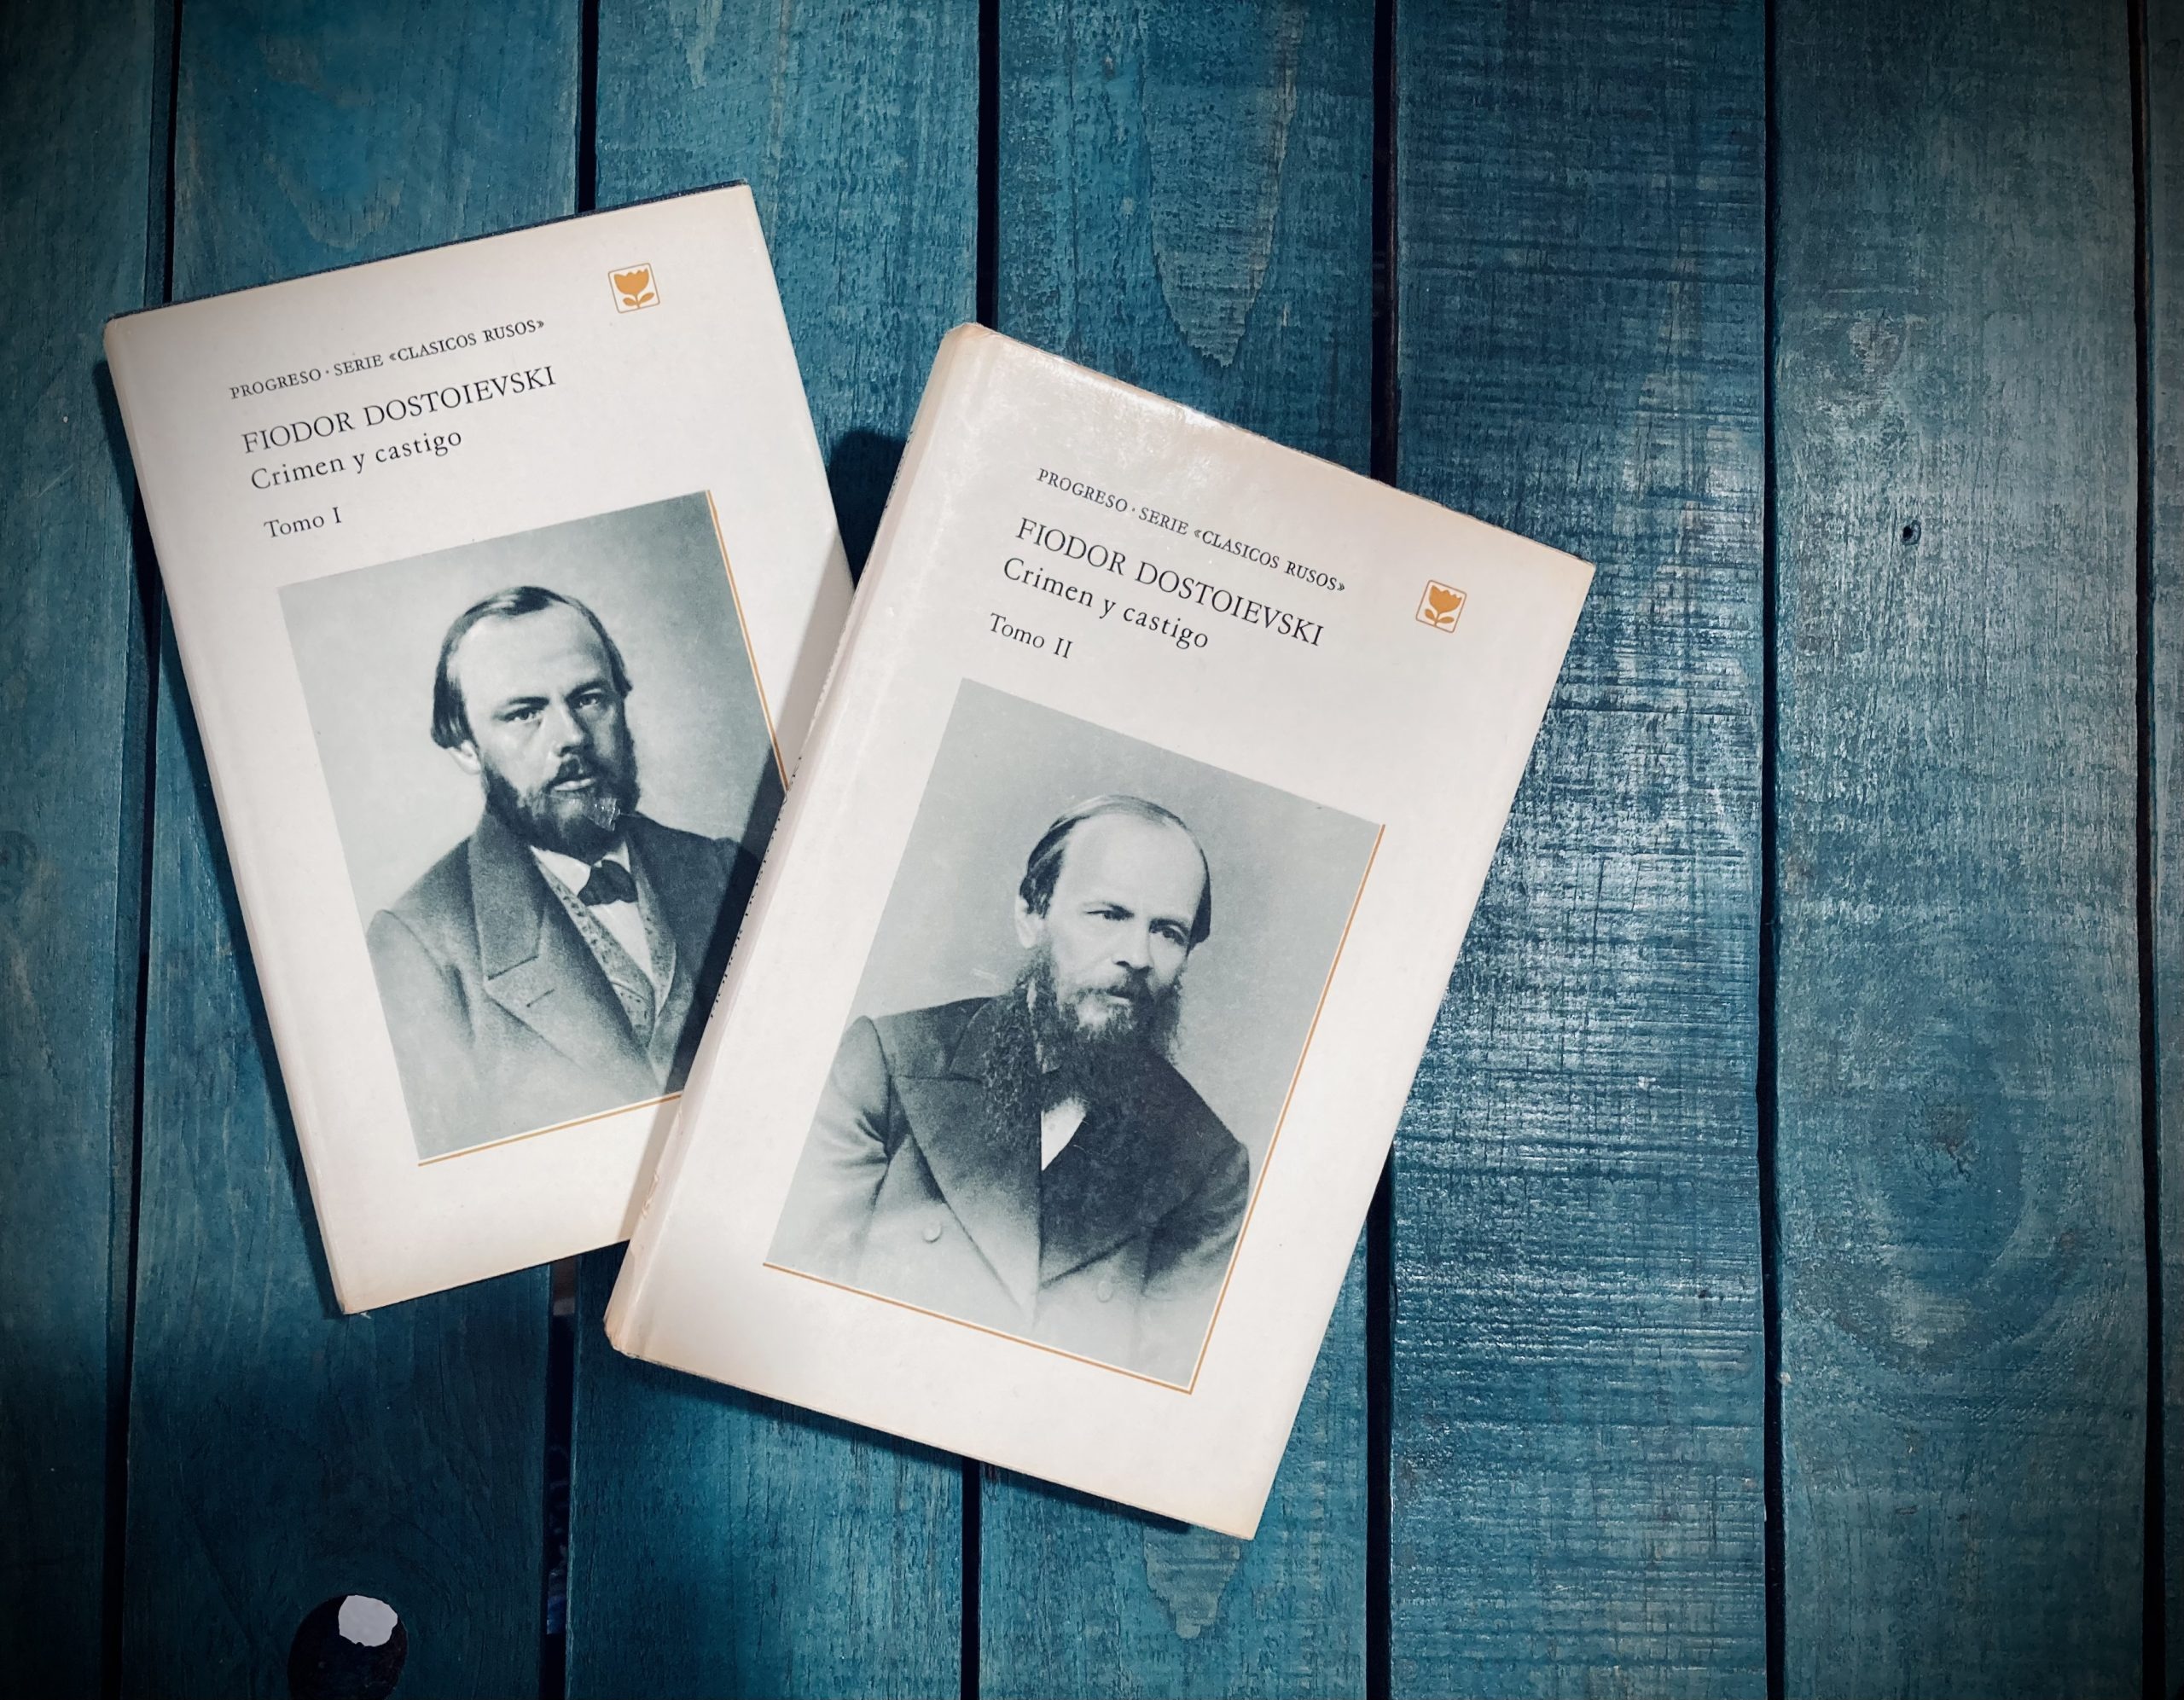 PROGRESO · SERIE «CLASICOS RUSOS»
FIODOR DOSTOIEVSKI
Crimen y castigo
Tomo I
PROGRESO · SERIE «CLASICOS RUSOS»
FIODOR DOSTOIEVSKI
Crimen y castigo
Tomo II